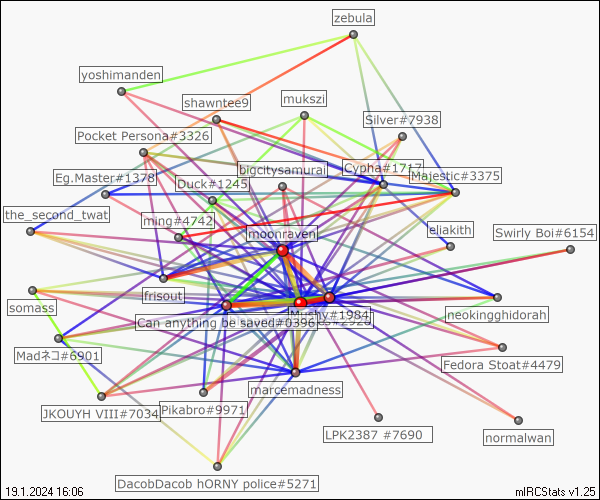 zebula
yoshimanden
shawntee9
mukszi
Silver#7938
Pocket Persona#3326
bigcitysamurai
Cypha#1717
Majestic#3375
Eg.Master#1378
Duck#1245
the_second_twat
ming#4742
moonraven
eliakith
Swirly Boi#6154
frisout
somass
Mushy#1984
Can anything be saved#0396
neokingghidorah
Madネコ#6901
Fedora Stoat#4479
marcemadness
JKOUYH VIII#7034
Pikabro#9971
LPK2387 #7690
normalwan
DacobDacob hORNY police#5271
19.1.2024 16:06
mIRCStats v1.25